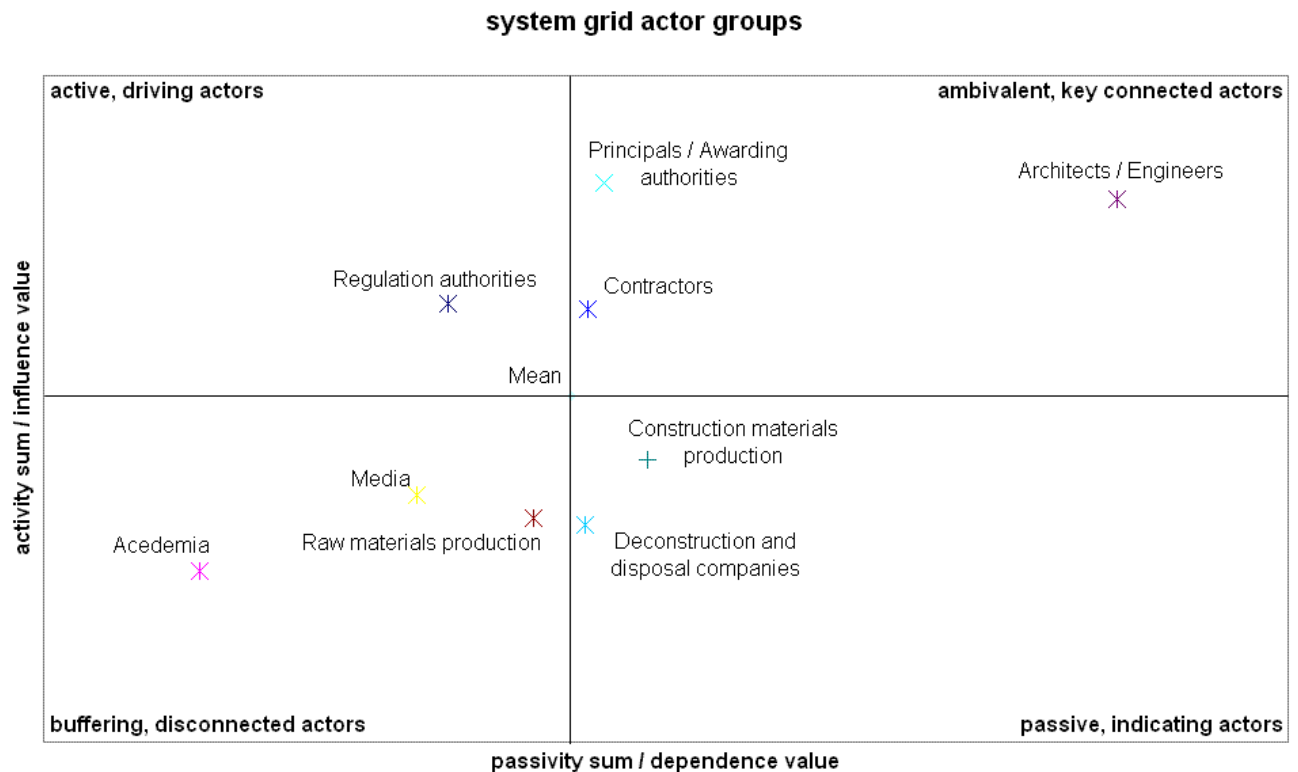 system grid actor groups
active, driving actors
ambivalent, key connected actors
Principals / Awarding
authorities
Architects / Engineers
Regulation authorities
Contractors
Mean
activity sum / influence value
Construction materials
production
Media
Raw materials production
Acedemia
Deconstruction and
disposal companies
buffering, disconnected actors
passive, indicating actors
passivity sum / dependence value